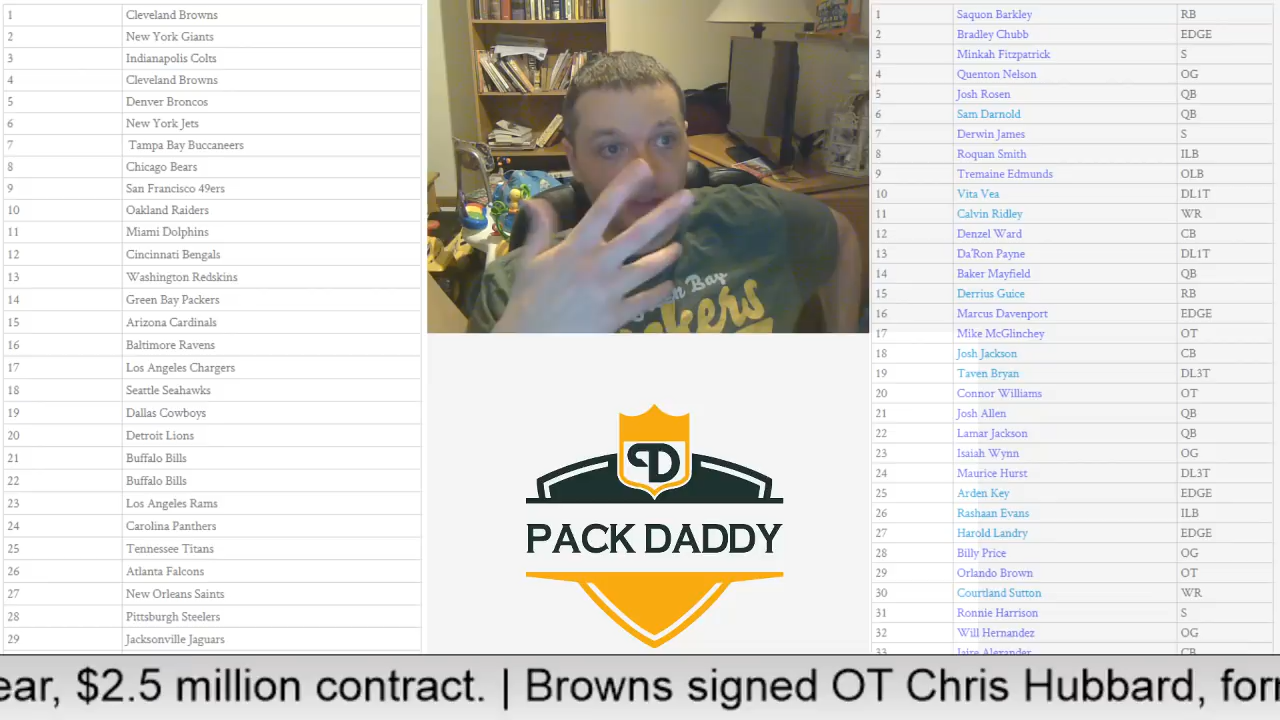 1 Cleveland Browns
2 New York Giants
3 Indianapolis Colts
4 Cleveland Browns
5 Denver Broncos
6 New York Jets
7 Tampa Bay Buccaneers
8 Chicago Bears
9 San Francisco 49ers
10 Oakland Raiders
11 Miami Dolphins
12 Cincinnati Bengals
13 Washington Redskins
14 Green Bay Packers
15 Arizona Cardinals
16 Baltimore Ravens
17 Los Angeles Chargers
18 Seattle Seahawks
19 Dallas Cowboys
20 Detroit Lions
21 Buffalo Bills
22 Buffalo Bills
23 Los Angeles Rams
24 Carolina Panthers
25 Tennessee Titans
26 Atlanta Falcons
27 New Orleans Saints
28 Pittsburgh Steelers
29 Jacksonville Jaguars
Bay
PD
PACK DADDY
1 Saquon Barkley RB
2 Bradley Chubb EDGE
3 Minkah Fitzpatrick S
4 Quenton Nelson OG
5 Josh Rosen QB
6 Sam Darnold QB
7 Derwin James S
8 Roquan Smith ILB
9 Tremaine Edmunds OLB
10 Vita Vea DL1T
11 Calvin Ridley WR
12 Denzel Ward CB
13 Da'Ron Payne DL1T
14 Baker Mayfield QB
15 Derrius Guice RB
16 Marcus Davenport EDGE
17 Mike McGlinchey OT
18 Josh Jackson CB
19 Taven Bryan DL3T
20 Connor Williams OT
21 Josh Allen QB
22 Lamar Jackson QB
23 Isaiah Wynn OG
24 Maurice Hurst DL3T
25 Arden Key EDGE
26 Rashaan Evans ILB
27 Harold Landry EDGE
28 Billy Price OG
29 Orlando Brown OT
30 Courtland Sutton WR
31 Ronnie Harrison S
32 Will Hernandez OG
33 Jaire Alexander CB
ear, $2.5 million contract. | Browns signed OT Chris Hubbard, for